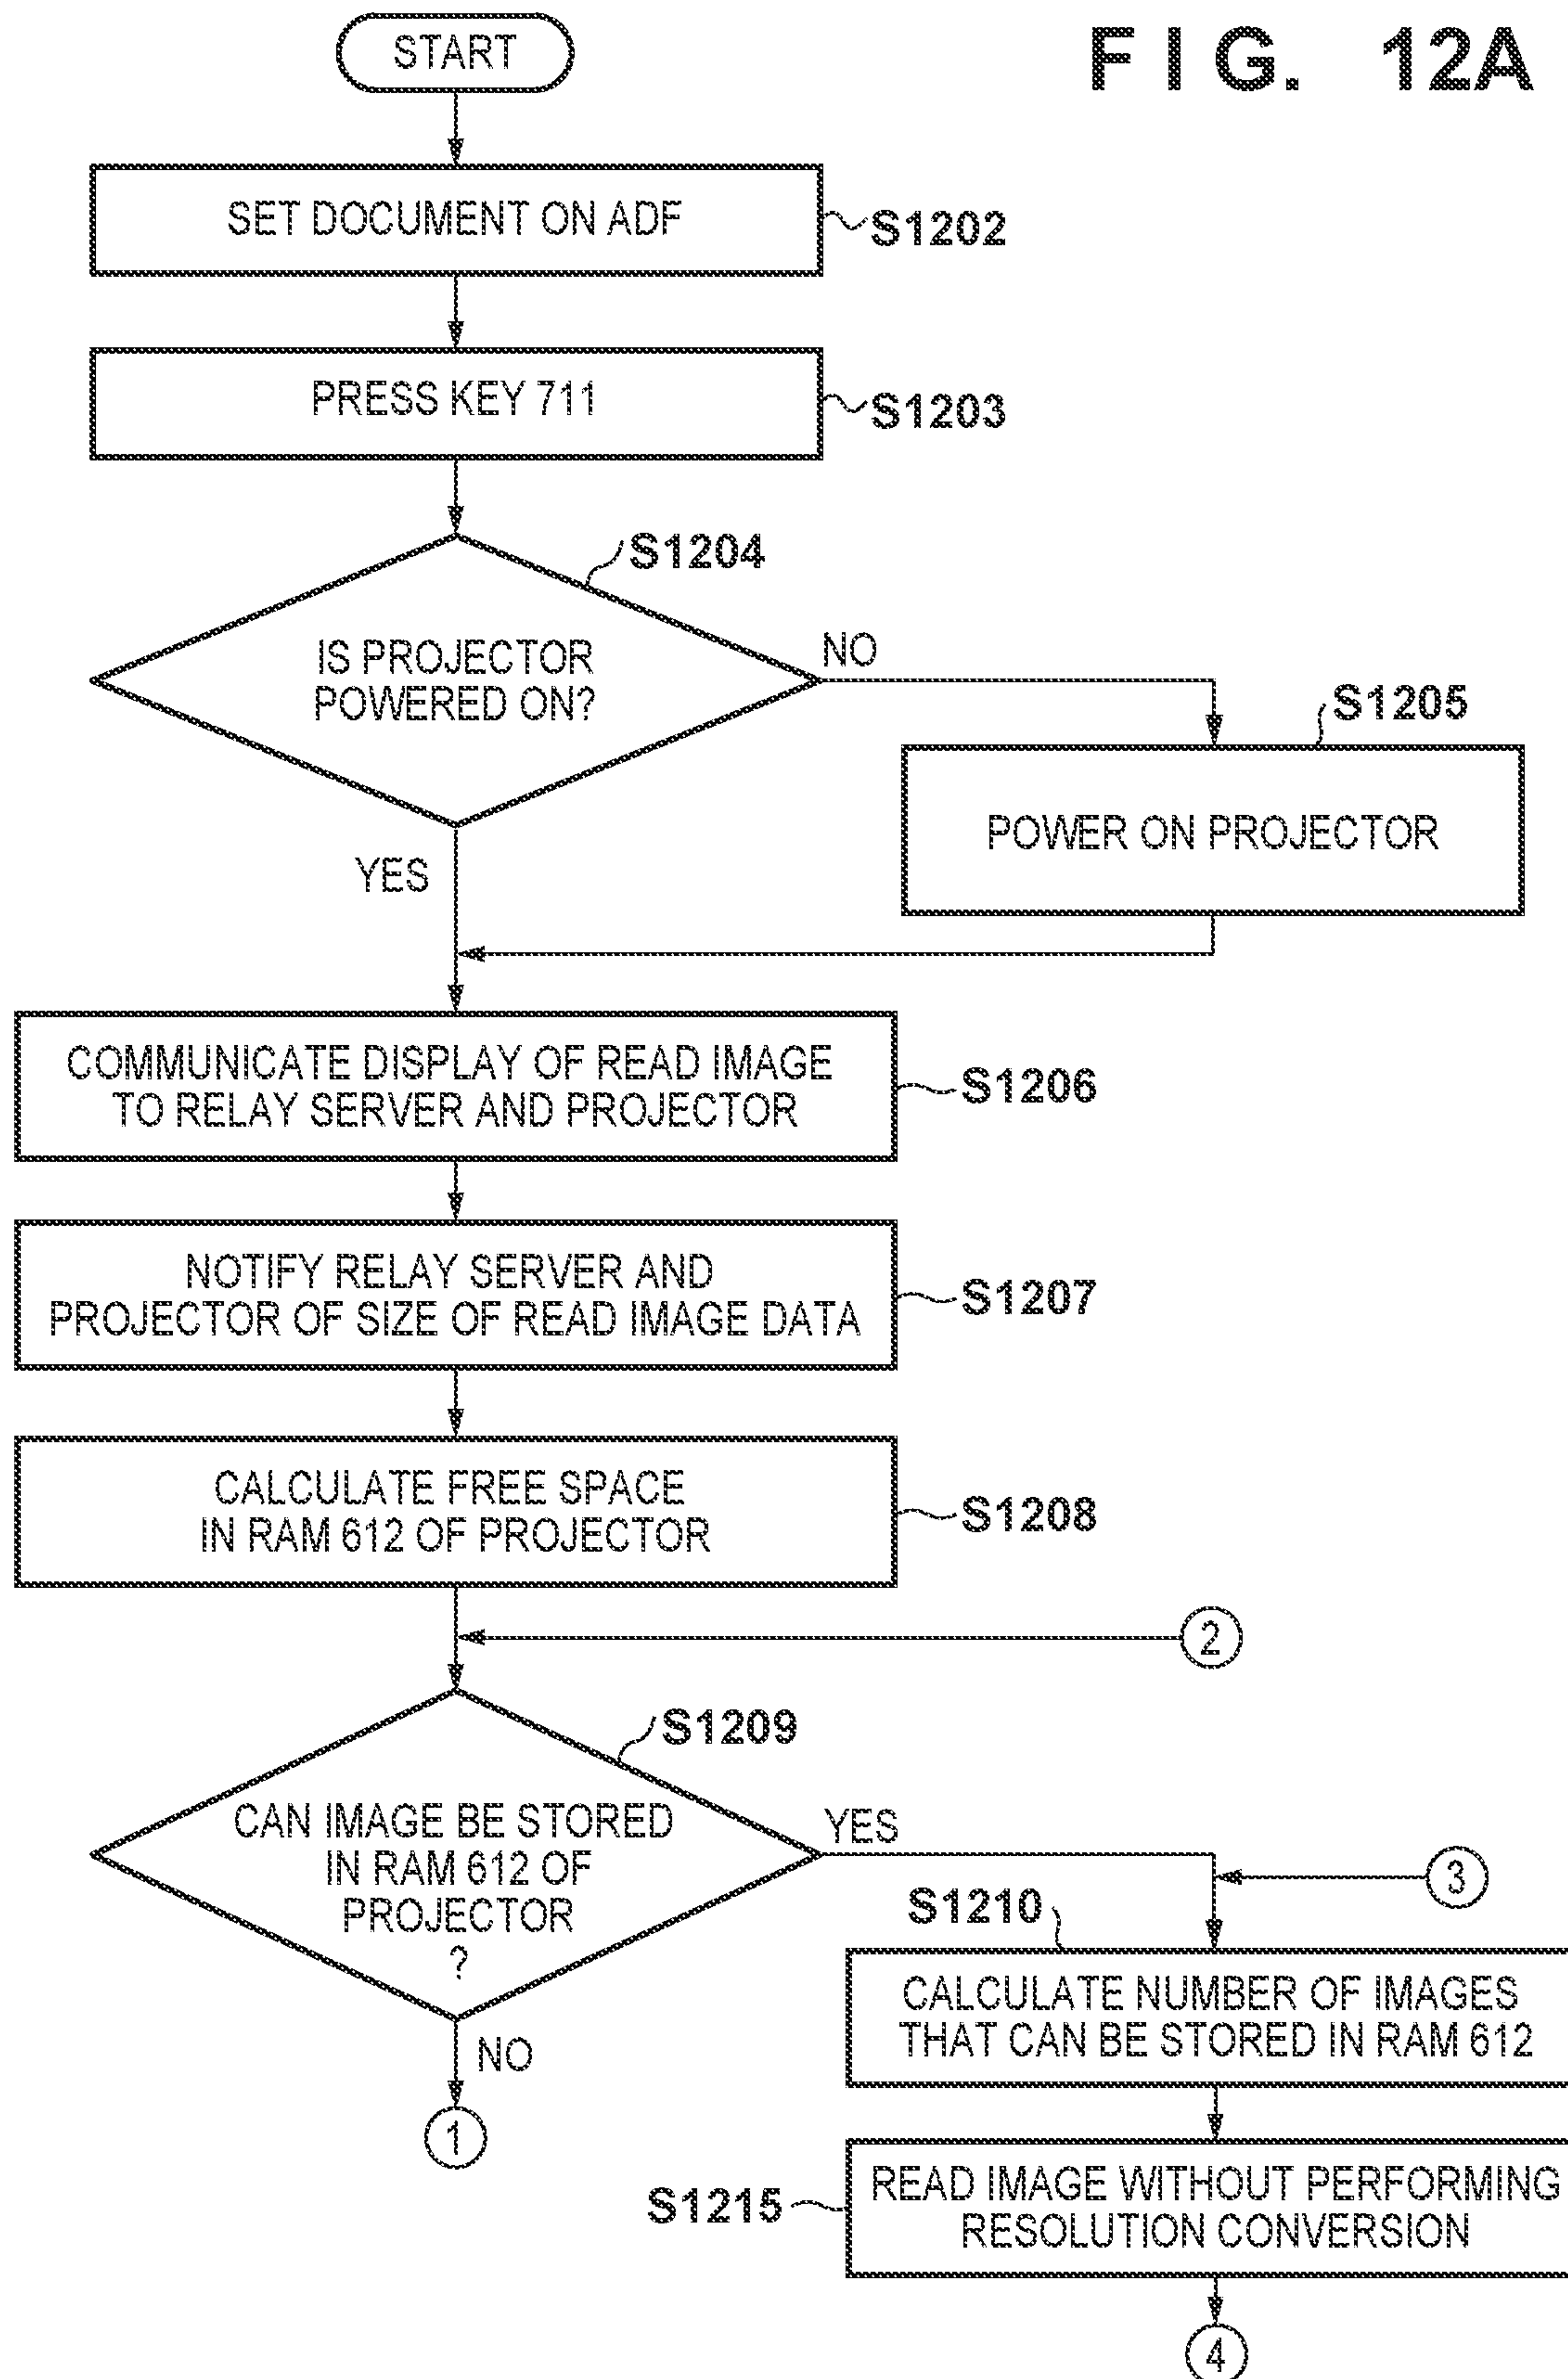 FIG. 12A
START
SET DOCUMENT ON ADF
S1202
PRESS KEY 711
S1203
S1204
IS PROJECTOR
POWERED ON?
NO
S1205
POWER ON PROJECTOR
YES
COMMUNICATE DISPLAY OF READ IMAGE
TO RELAY SERVER AND PROJECTOR
S1206
NOTIFY RELAY SERVER AND
PROJECTOR OF SIZE OF READ IMAGE DATA
S1207
CALCULATE FREE SPACE
IN RAM 612 OF PROJECTOR
S1208
2
S1209
CAN IMAGE BE STORED
IN RAM 612 OF
PROJECTOR
?
YES
3
S1210
CALCULATE NUMBER OF IMAGES
THAT CAN BE STORED IN RAM 612
NO
1
S1215
READ IMAGE WITHOUT PERFORMING
RESOLUTION CONVERSION
4